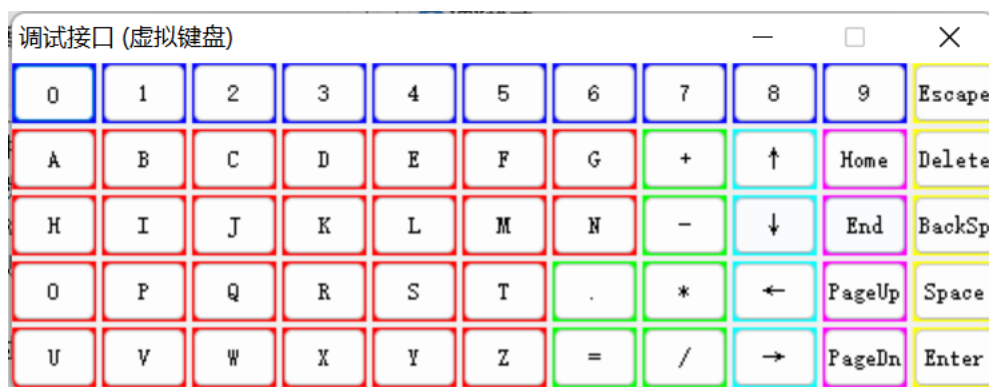 调试接口 (虚拟键盘)
0 1 2 3 4 5 6 7 8 9 Escape
A B C D E F G + ↑ Home Delete
H I J K L M N - ↓ End BackSp
O P Q R S T . * ← PageUp Space
U V W X Y Z = / → PageDn Enter